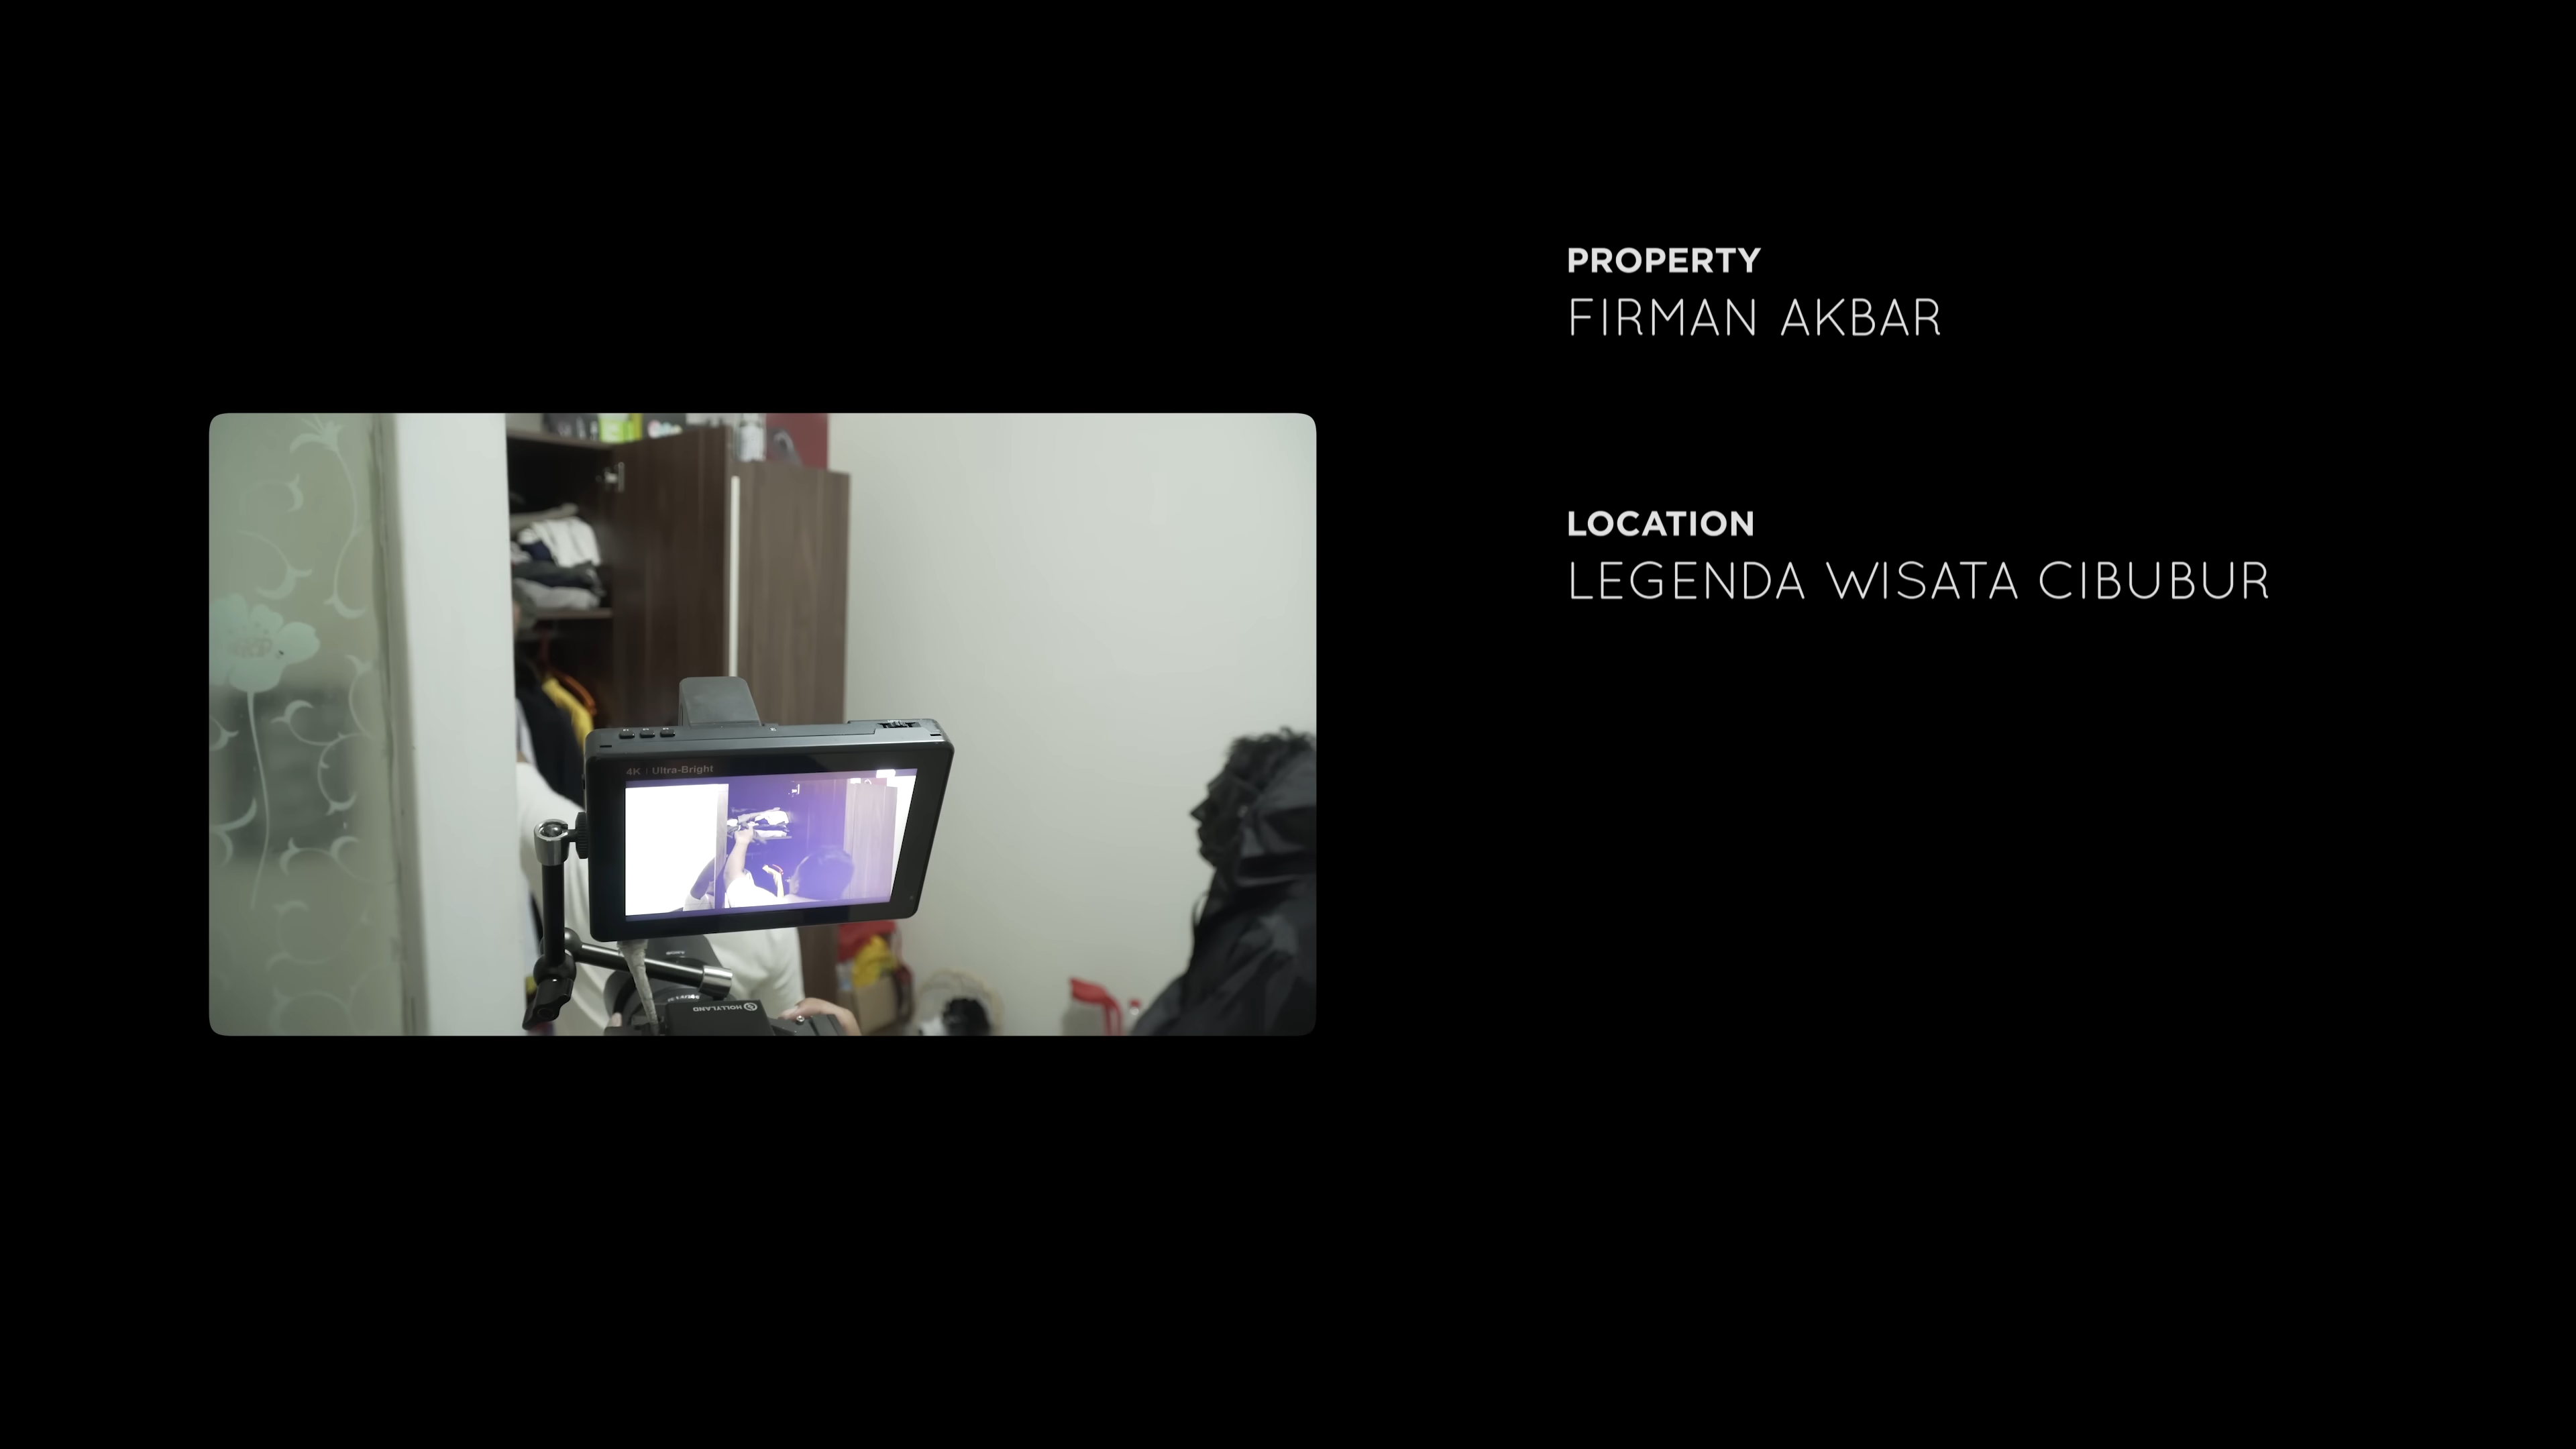 PROPERTY
FIRMAN AKBAR
LOCATION
LEGENDA WISATA CIBUBUR
4K | Ultra-Bright
HOLLYLAND